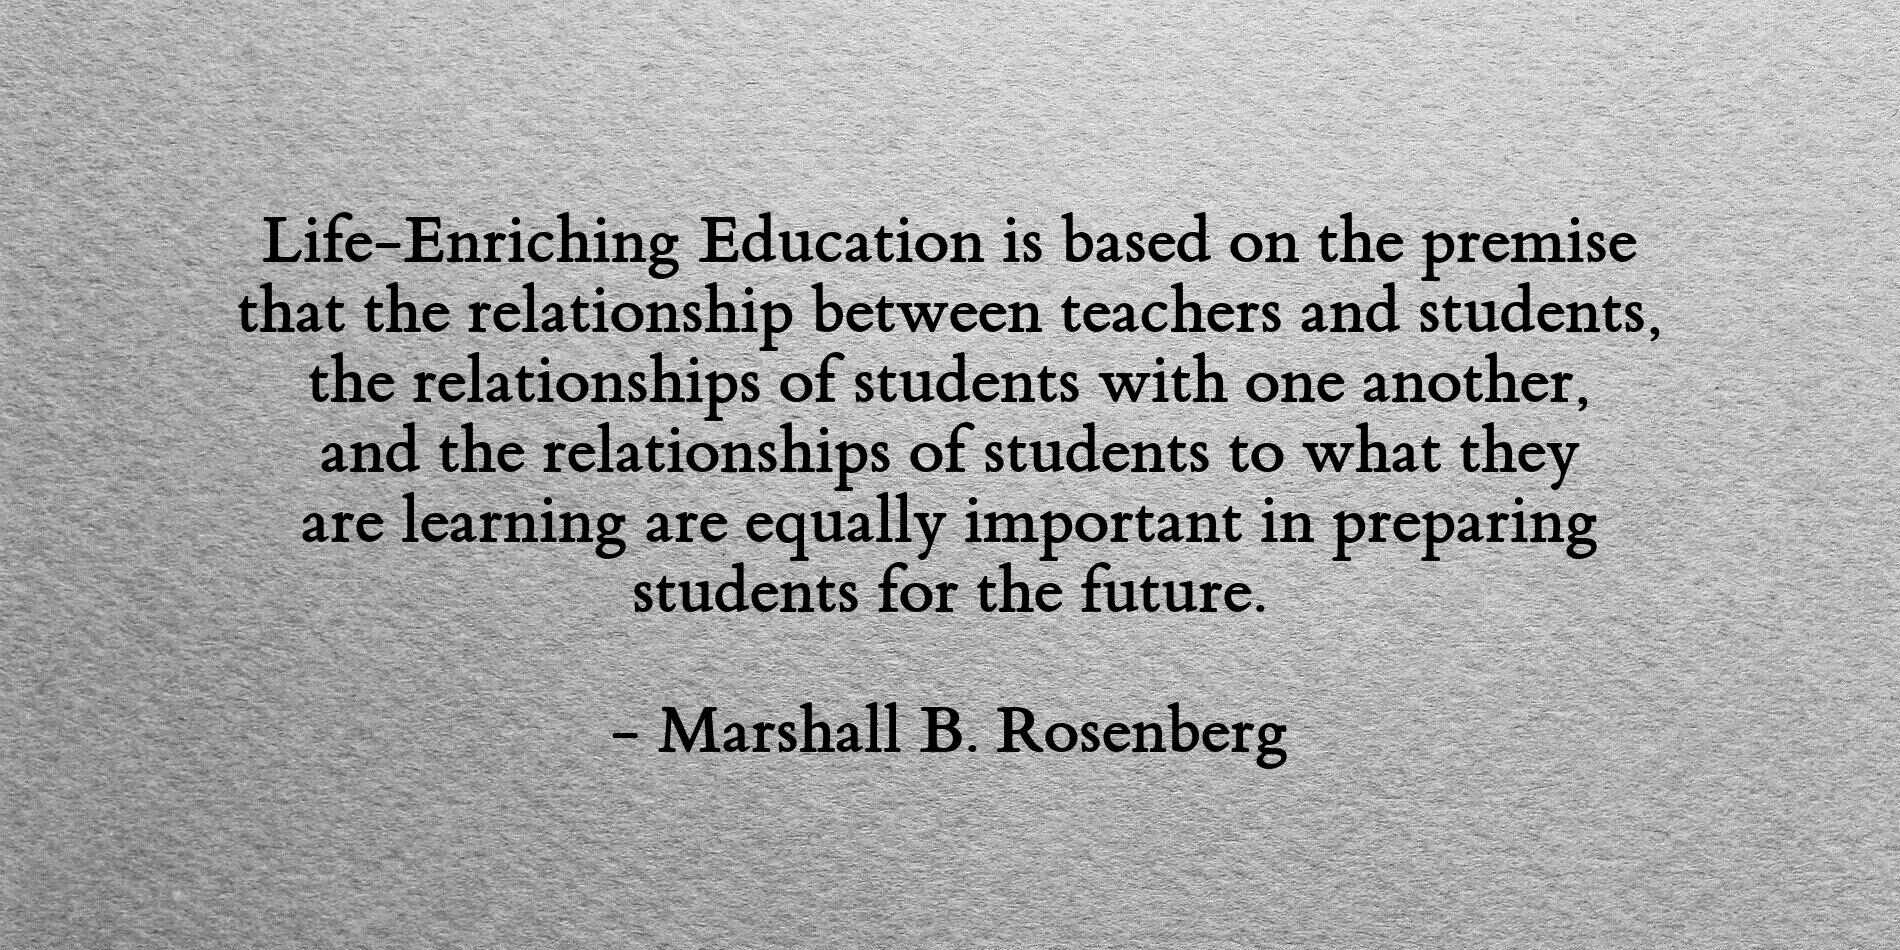 Life-Enriching Education is based on the premise
that the relationship between teachers and students,
the relationships of students with one another,
and the relationships of students to what they
are learning are equally important in preparing
students for the future.
- Marshall B. Rosenberg